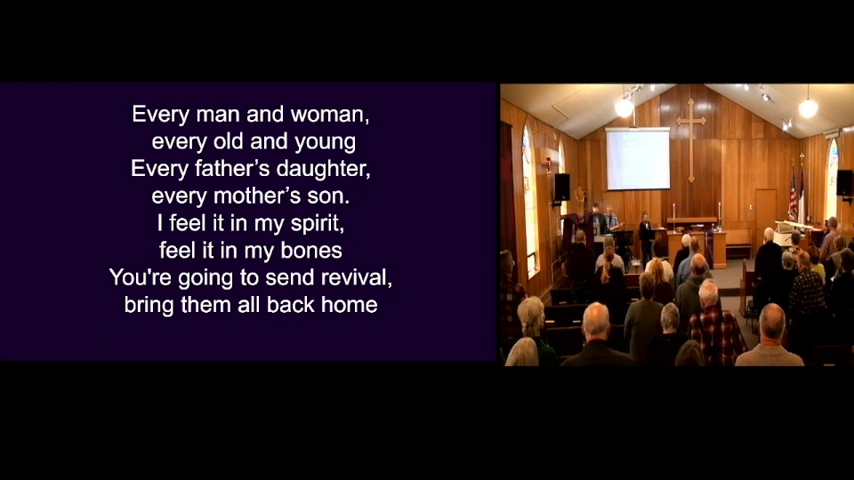 Every man and woman,
every old and young
Every father’s daughter,
every mother’s son.
I feel it in my spirit,
feel it in my bones
You're going to send revival,
bring them all back home